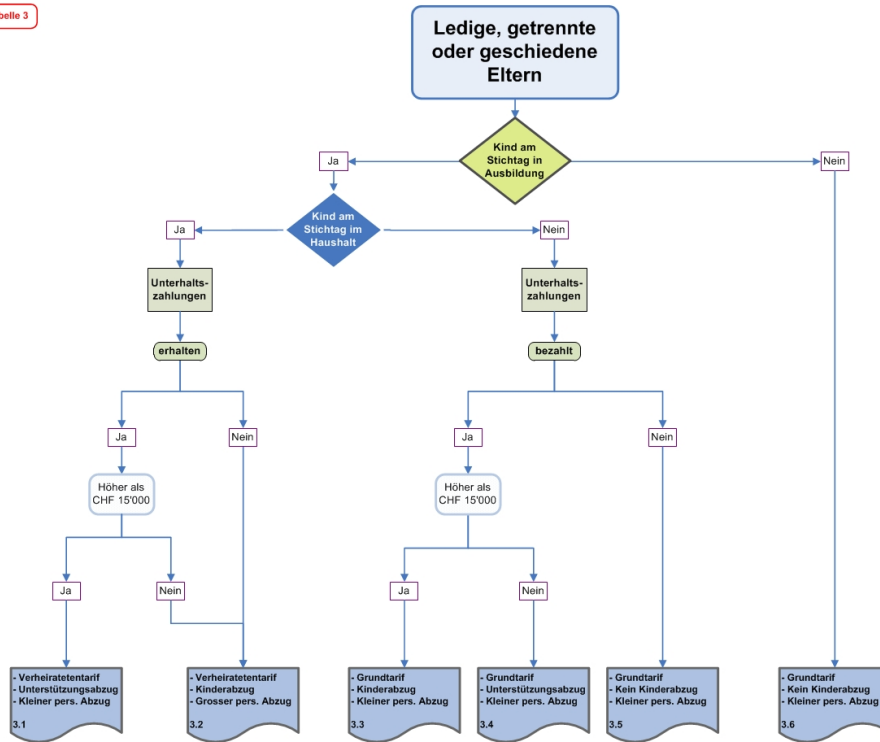 belle 3
Ledige, getrennte
oder geschiedene
Eltern
Kind am
Stichtag in
Ausbildung
Ja
Nein
Kind am
Stichtag im
Haushalt
Ja
Nein
Unterhalts-
zahlungen
Unterhalts-
zahlungen
erhalten
bezahlt
Ja
Nein
Ja
Nein
Höher als
CHF 15'000
Höher als
CHF 15'000
Ja
Nein
Ja
Nein
- Verheiratetentarif
- Unterstützungsabzug
- Kleiner pers. Abzug
3.1
- Verheiratetentarif
- Kinderabzug
- Grosser pers. Abzug
3.2
- Grundtarif
- Kinderabzug
- Kleiner pers. Abzug
3.3
- Grundtarif
- Unterstützungsabzug
- Kleiner pers. Abzug
3.4
- Grundtarif
- Kein Kinderabzug
- Kleiner pers. Abzug
3.5
- Grundtarif
- Kein Kinderabzug
- Kleiner pers. Abzug
3.6